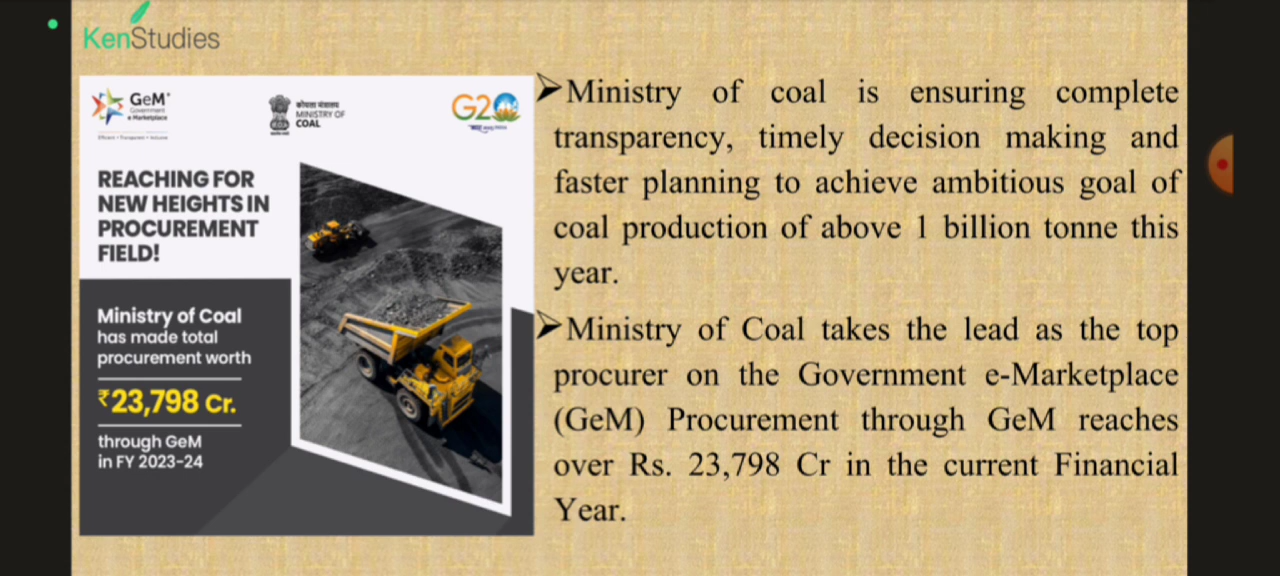 KenStudies
GeM
Government
e Marketplace
Efficient • Transparent • Inclusive
कोयला मंत्रालय
MINISTRY OF
COAL
G20
REACHING FOR
NEW HEIGHTS IN
PROCUREMENT
FIELD!
Ministry of Coal
has made total
procurement worth
₹23,798 Cr.
through GeM
in FY 2023-24
➤Ministry of coal is ensuring complete
transparency, timely decision making and
faster planning to achieve ambitious goal of
coal production of above 1 billion tonne this
year.
➤Ministry of Coal takes the lead as the top
procurer on the Government e-Marketplace
(GeM) Procurement through GeM reaches
over Rs. 23,798 Cr in the current Financial
Year.